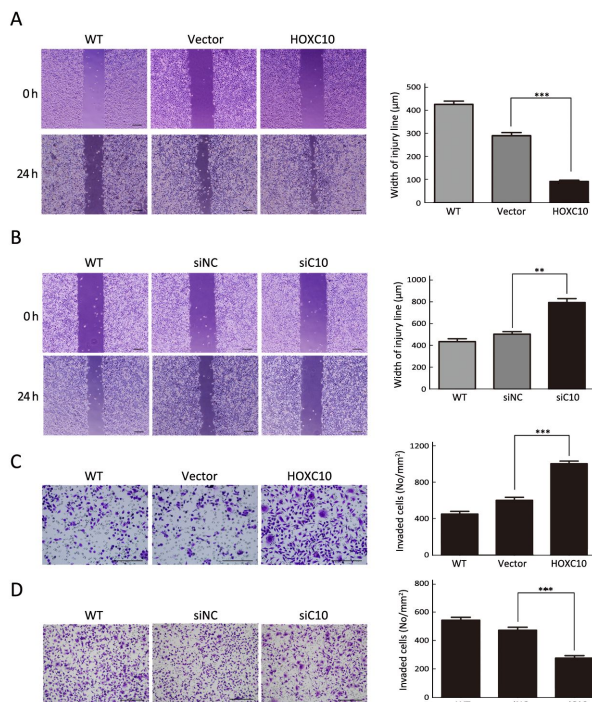 A
WT Vector HOXC10
0 h
24 h
500
400
300
200
100
0
Width of injury line (μm)
***
WT Vector HOXC10
B
WT siNC siC10
0 h
24 h
1000
800
600
400
200
0
Width of injury line (μm)
**
WT siNC siC10
C
WT Vector HOXC10
1200
800
400
0
Invaded cells (No/mm²)
***
WT Vector HOXC10
D
WT siNC siC10
800
600
400
200
0
Invaded cells (No/mm²)
***